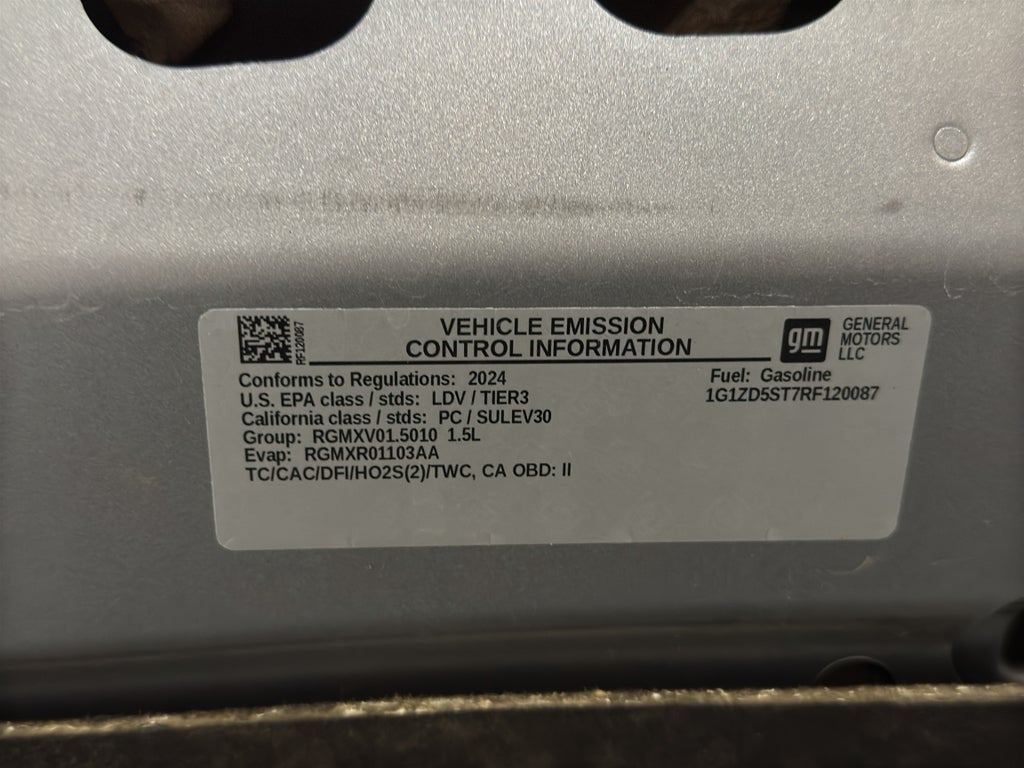 RF120087
VEHICLE EMISSION
CONTROL INFORMATION
gm
GENERAL
MOTORS
LLC
Conforms to Regulations: 2024
U.S. EPA class / stds: LDV / TIER3
California class / stds: PC / SULEV30
Group: RGMXV01.5010 1.5L
Evap: RGMXR01103AA
TC/CAC/DFI/HO2S(2)/TWC, CA OBD: II
Fuel: Gasoline
1G1ZD5ST7RF120087